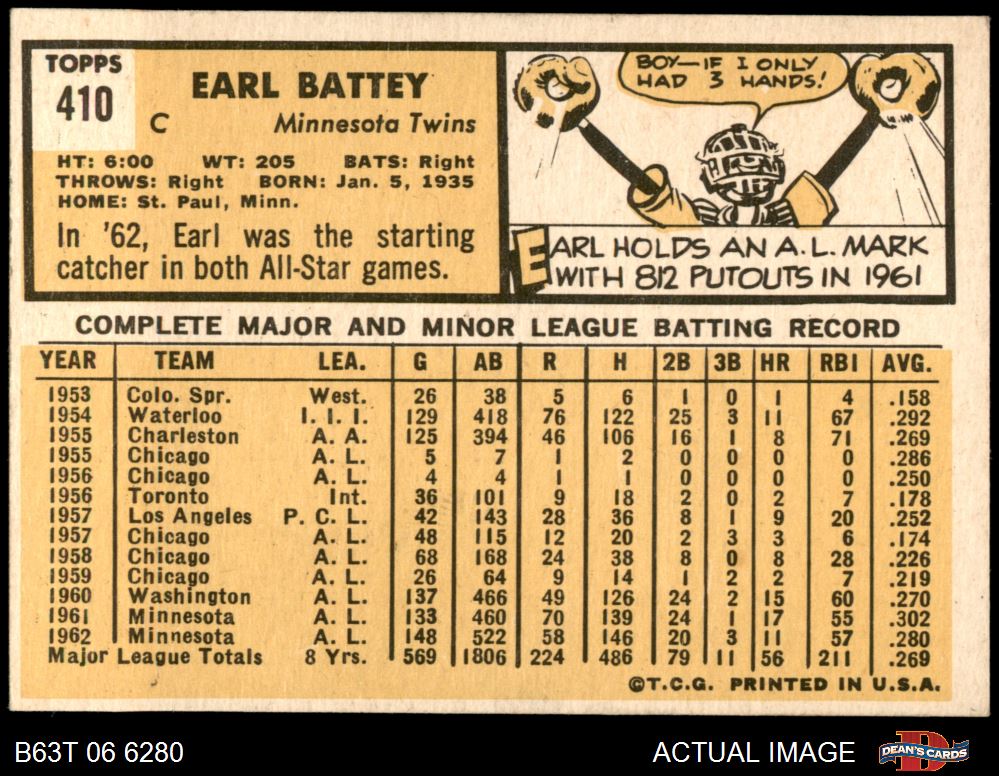 TOPPS
410
EARL BATTEY
C Minnesota Twins
HT: 6:00 WT: 205 BATS: Right
THROWS: Right BORN: Jan. 5, 1935
HOME: St. Paul, Minn.
In '62, Earl was the starting
catcher in both All-Star games.
BOY—IF I ONLY
HAD 3 HANDS!
EARL HOLDS AN A.L. MARK
WITH 812 PUTOUTS IN 1961
COMPLETE MAJOR AND MINOR LEAGUE BATTING RECORD
YEAR TEAM LEA. G AB R H 2B 3B HR RBI AVG.
1953 Colo. Spr. West. 26 38 5 6 1 0 1 4 .158
1954 Waterloo I. I. I. 129 418 76 122 25 3 11 67 .292
1955 Charleston A. A. 125 394 46 106 16 1 8 71 .269
1955 Chicago A. L. 5 7 1 2 0 0 0 0 .286
1956 Chicago A. L. 4 4 1 1 0 0 0 0 .250
1956 Toronto Int. 36 101 9 18 2 0 2 7 .178
1957 Los Angeles P. C. L. 42 143 28 36 8 1 9 20 .252
1957 Chicago A. L. 48 115 12 20 2 3 3 6 .174
1958 Chicago A. L. 68 168 24 38 8 0 8 28 .226
1959 Chicago A. L. 26 64 9 14 1 2 2 7 .219
1960 Washington A. L. 137 466 49 126 24 2 15 60 .270
1961 Minnesota A. L. 133 460 70 139 24 1 17 55 .302
1962 Minnesota A. L. 148 522 58 146 20 3 11 57 .280
Major League Totals 8 Yrs. 569 1806 224 486 79 11 56 211 .269
©T.C.G. PRINTED IN U.S.A.
B63T 06 6280 ACTUAL IMAGE DEAN'S CARDS